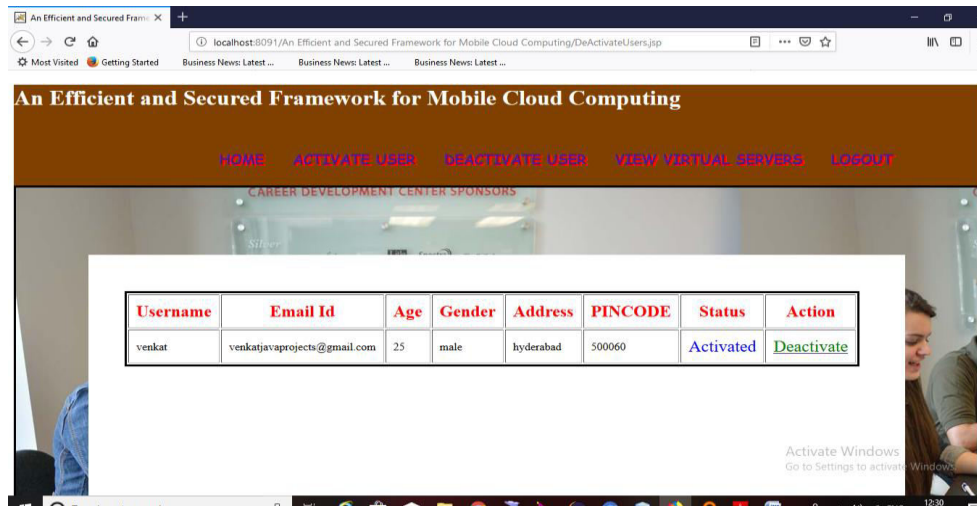 An Efficient and Secured Fram
localhost:8091/An Efficient and Secured Framework for Mobile Cloud Computing/DeActivateUsers.jsp
Most Visited Getting Started Business News: Latest ... Business News: Latest ... Business News: Latest ...
An Efficient and Secured Framework for Mobile Cloud Computing
HOME ACTIVATE USER DEACTIVATE USER VIEW VIRTUAL SERVERS LOGOUT
CAREER DEVELOPMENT CENTER SPONSORS
Silver
Username Email Id Age Gender Address PINCODE Status Action
venkat venkatjavaprojects@gmail.com 25 male hyderabad 500060 Activated Deactivate
Activate Windows
Go to Settings to activate Windows
12:30